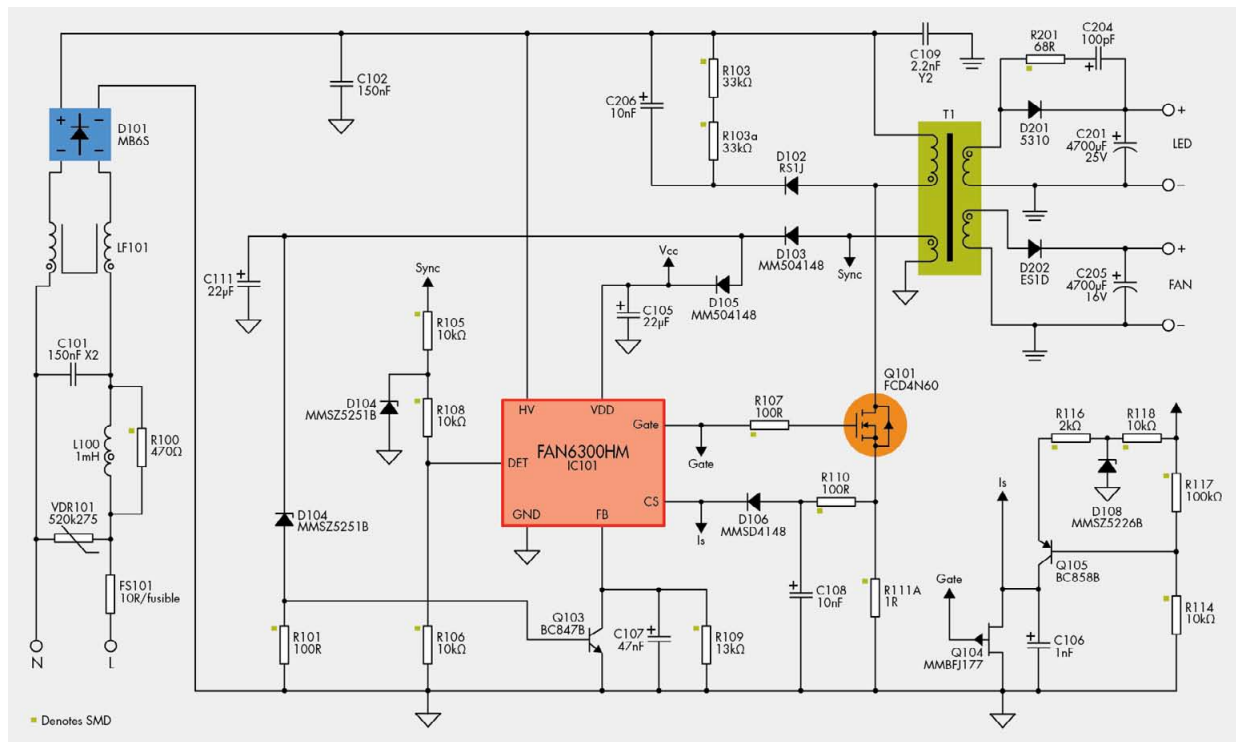 C102
150nF
C206
10nF
R103
33kΩ
R103a
33kΩ
C109
2.2nF
Y2
R201
68R
C204
100pF
T1
D201
5310
C201
4700µF
25V
+
LED
−
D101
MB6S
+
−
−
−
D102
RS1J
LF101
C111
22µF
Sync
Vcc
D103
MM504148
Sync
D105
MM504148
C105
22µF
D202
ES1D
C205
4700µF
16V
+
FAN
−
R105
10kΩ
C101
150nF X2
D104
MMSZ5251B
R108
10kΩ
HV
VDD
Gate
FAN6300HM
IC101
DET
CS
GND
FB
R107
100R
Gate
Q101
FCD4N60
L100
1mH
R100
470Ω
VDR101
520k275
D104
MMSZ5251B
R110
100R
D106
MMSD4148
Is
R116
2kΩ
R118
10kΩ
Is
D108
MMSZ5226B
R117
100kΩ
FS101
10R/fusible
Q105
BC858B
N
L
R101
100R
R106
10kΩ
Q103
BC847B
C107
47nF
R109
13kΩ
C108
10nF
R111A
1R
Gate
Q104
MMBFJ177
C106
1nF
R114
10kΩ
Denotes SMD